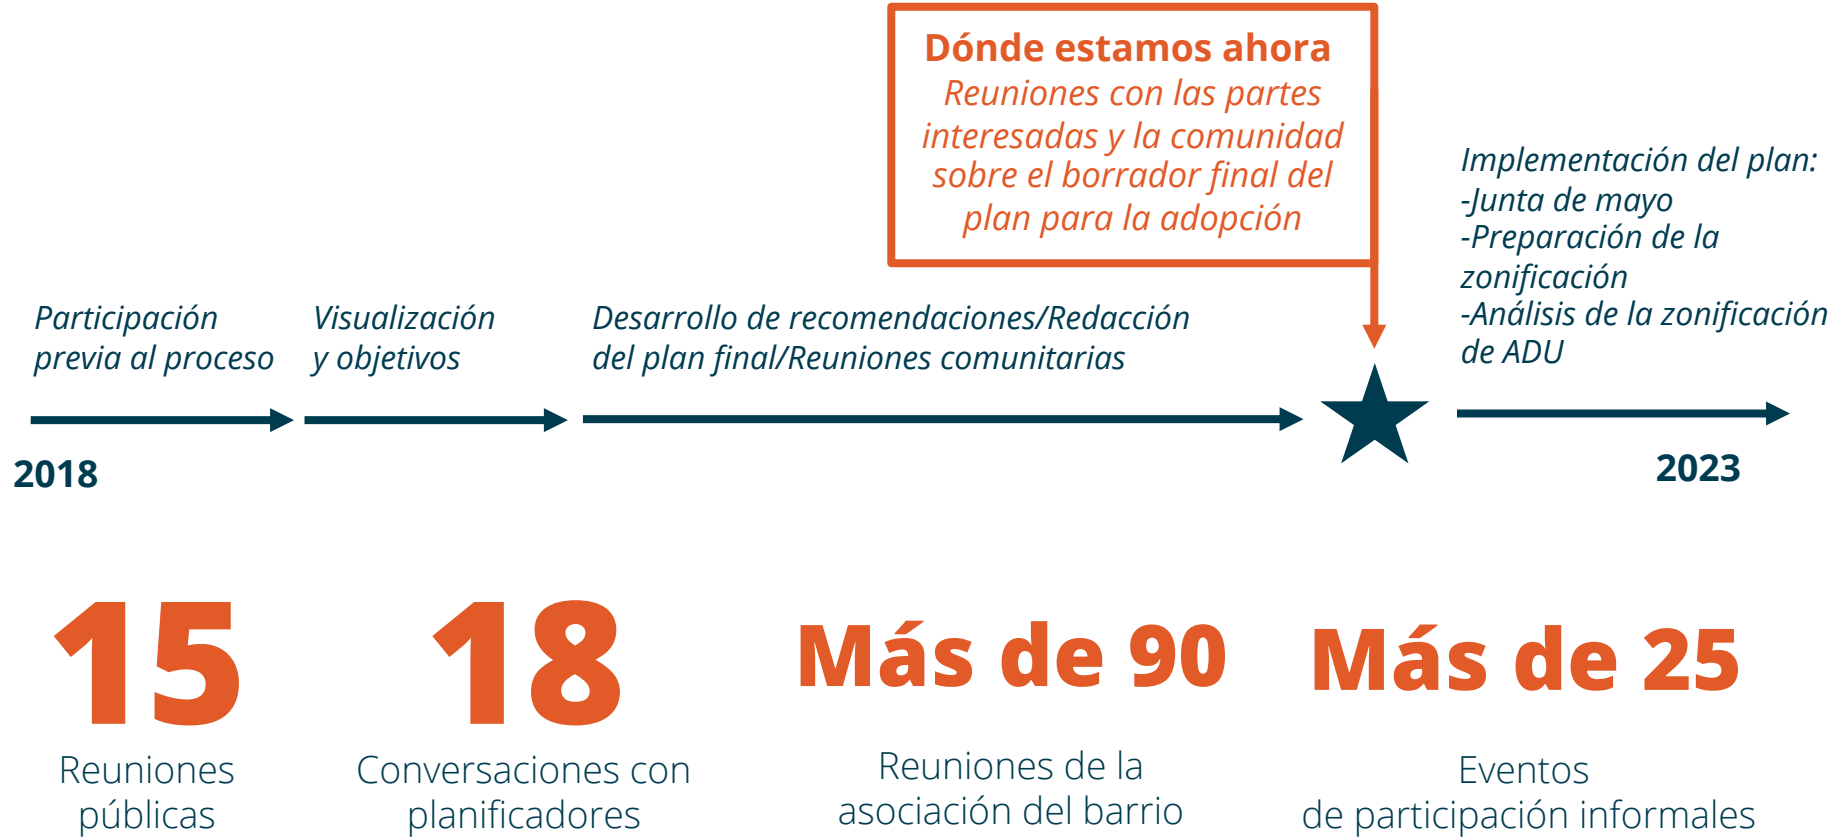 Dónde estamos ahora
Reuniones con las partes
interesadas y la comunidad
sobre el borrador final del
plan para la adopción
Implementación del plan:
-Junta de mayo
-Preparación de la
zonificación
-Análisis de la zonificación
de ADU
Participación
previa al proceso
Visualización
y objetivos
Desarrollo de recomendaciones/Redacción
del plan final/Reuniones comunitarias
2018
2023
15
Reuniones
públicas
18
Conversaciones con
planificadores
Más de 90
Reuniones de la
asociación del barrio
Más de 25
Eventos
de participación informales